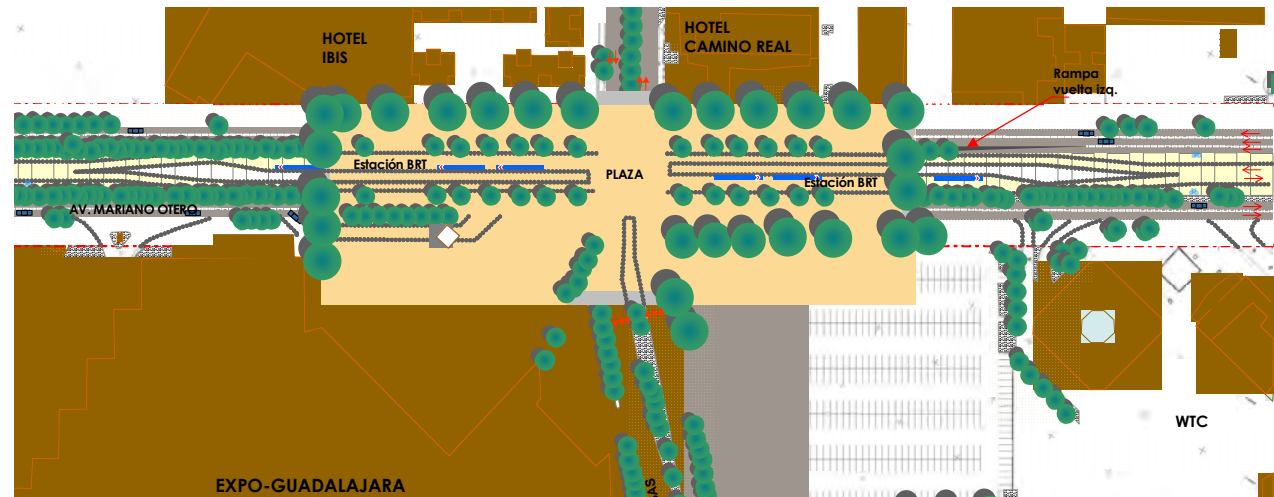 HOTEL
IBIS
HOTEL
CAMINO REAL
Rampa
vuelta izq.
Estación BRT
PLAZA
Estación BRT
AV. MARIANO OTERO
WTC
EXPO-GUADALAJARA